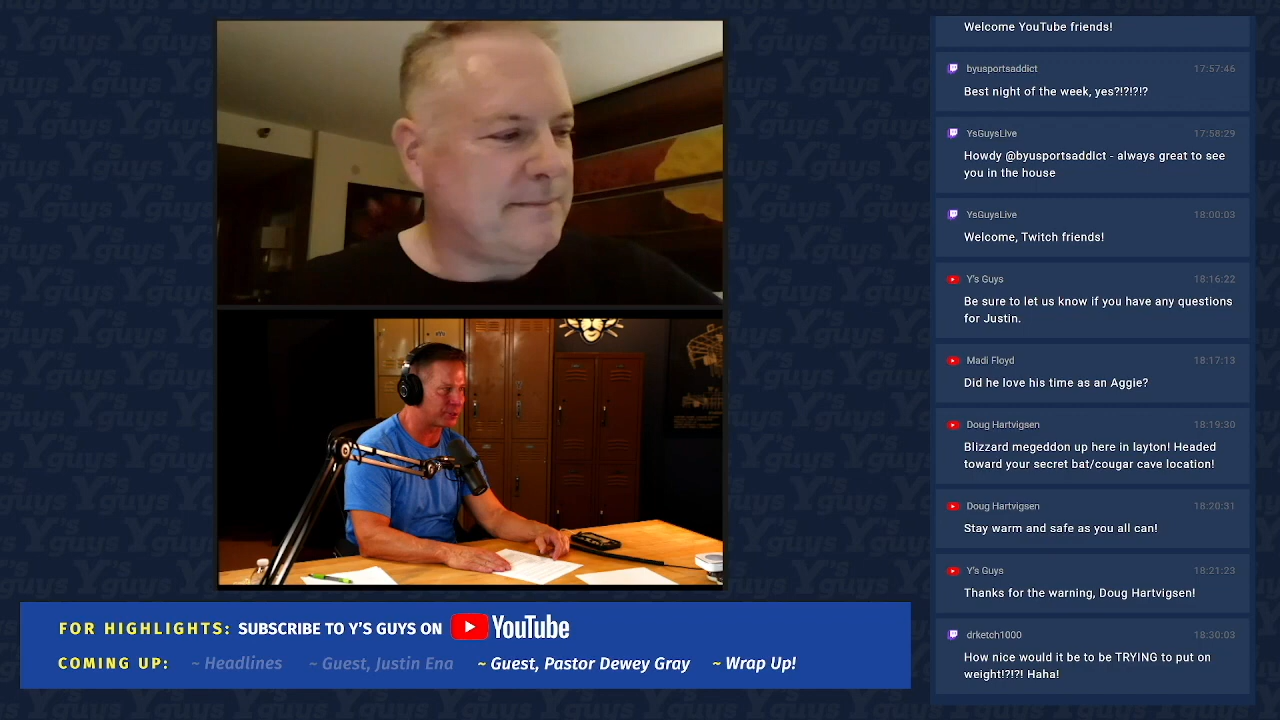 Welcome YouTube friends!
byusportsaddict 17:57:46
Best night of the week, yes?!?!?!?
YsGuysLive 17:58:29
Howdy @byusportsaddict - always great to see
you in the house
YsGuysLive 18:00:03
Welcome, Twitch friends!
Y's Guys 18:16:22
Be sure to let us know if you have any questions
for Justin.
Madi Floyd 18:17:13
Did he love his time as an Aggie?
Doug Hartvigsen 18:19:30
Blizzard megeddon up here in layton! Headed
toward your secret bat/cougar cave location!
Doug Hartvigsen 18:20:31
Stay warm and safe as you all can!
Y's Guys 18:21:23
Thanks for the warning, Doug Hartvigsen!
drketch1000 18:30:03
How nice would it be to be TRYING to put on
weight!?!?! Haha!
FOR HIGHLIGHTS: SUBSCRIBE TO Y'S GUYS ON YouTube
COMING UP: ~ Headlines ~ Guest, Justin Ena ~ Guest, Pastor Dewey Gray ~ Wrap Up!